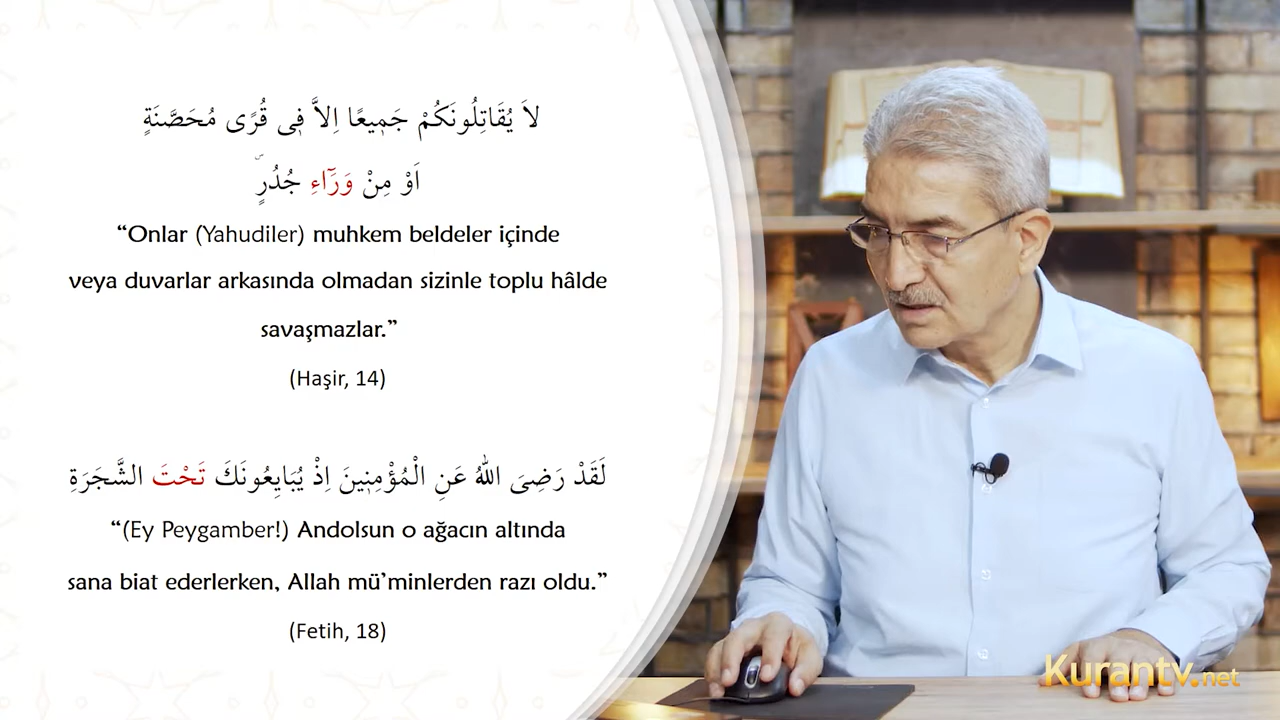 لاَ يُقَاتِلُونَكُمْ جَمٖيعًا اِلاَّ فٖى قُرًى مُحَصَّنَةٍ
اَوْ مِنْ وَرَٓاءِ جُدُرٍۜ
“Onlar (Yahudiler) muhkem beldeler içinde
veya duvarlar arkasında olmadan sizinle toplu hâlde
savaşmazlar.”
(Haşir, 14)
لَقَدْ رَضِىَ اللهُ عَنِ الْمُؤْمِنٖينَ اِذْ يُبَايِعُونَكَ تَحْتَ الشَّجَرَةِ
“(Ey Peygamber!) Andolsun o ağacın altında
sana biat ederlerken, Allah mü’minlerden razı oldu.”
(Fetih, 18)
Kurantv.net